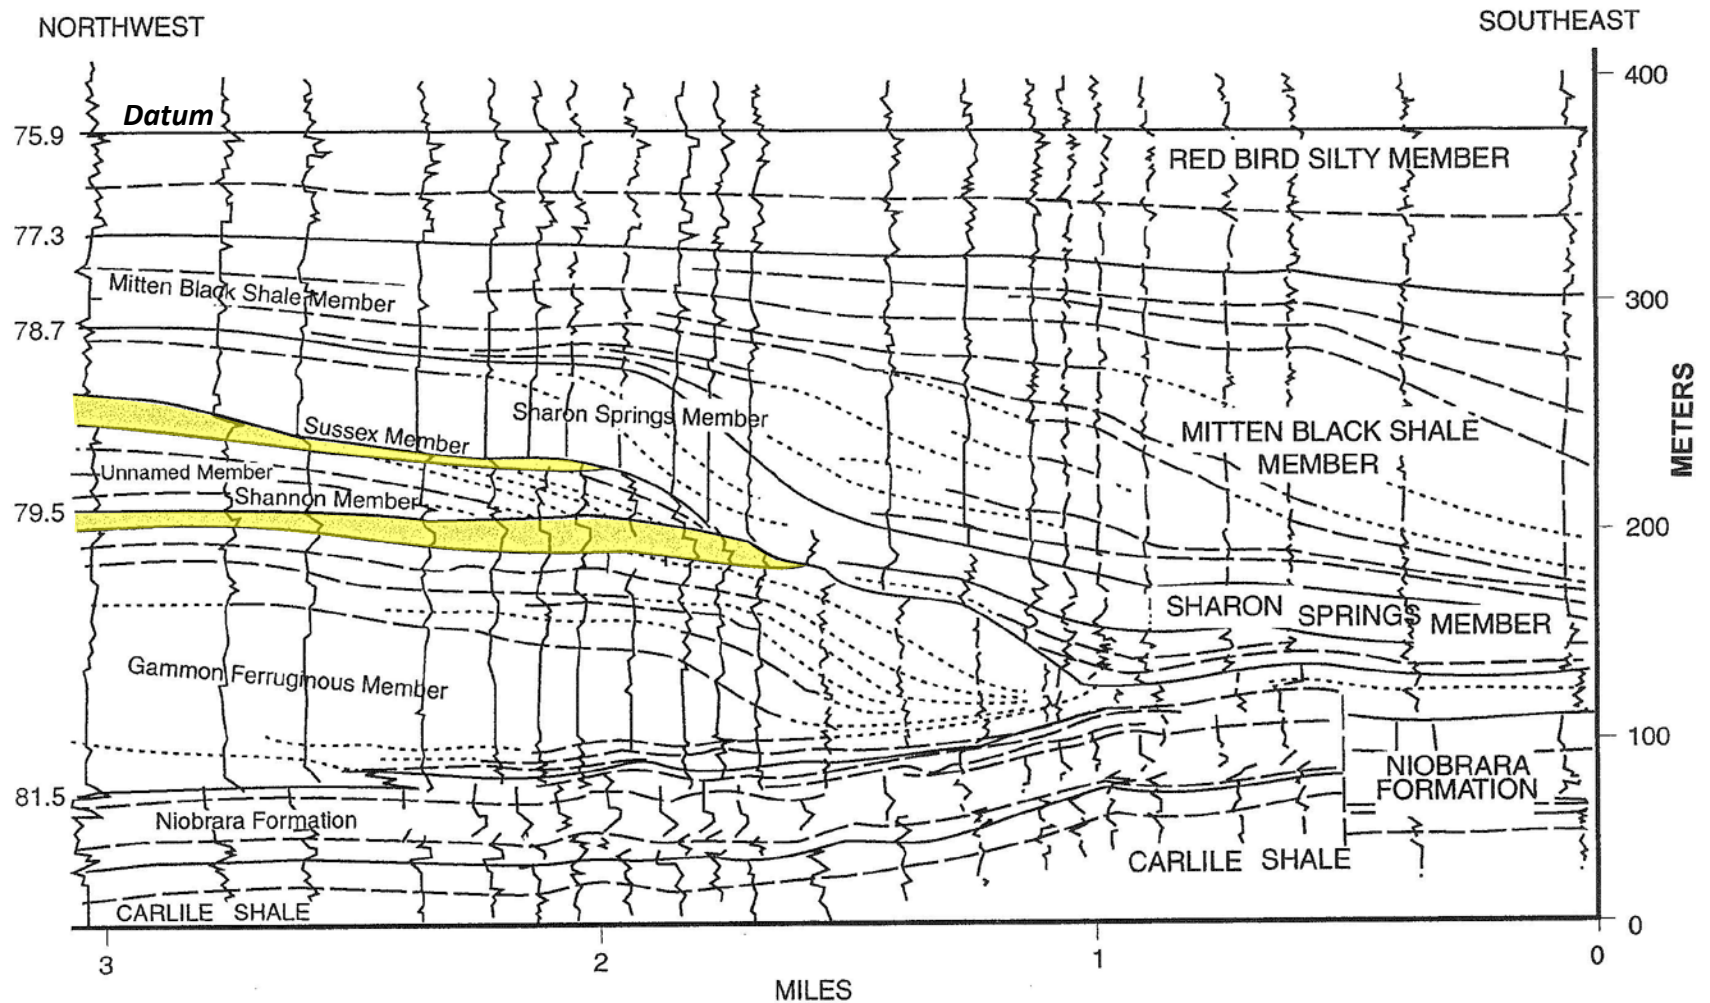 NORTHWEST
SOUTHEAST
400
Datum
75.9
RED BIRD SILTY MEMBER
77.3
Mitten Black Shale Member
300
78.7
METERS
Sharon Springs Member
Sussex Member
MITTEN BLACK SHALE
MEMBER
Unnamed Member
Shannon Member
79.5
200
SHARON SPRINGS MEMBER
Gammon Ferruginous Member
100
NIOBRARA
FORMATION
81.5
Niobrara Formation
CARLILE SHALE
CARLILE SHALE
0
3
2
1
0
MILES